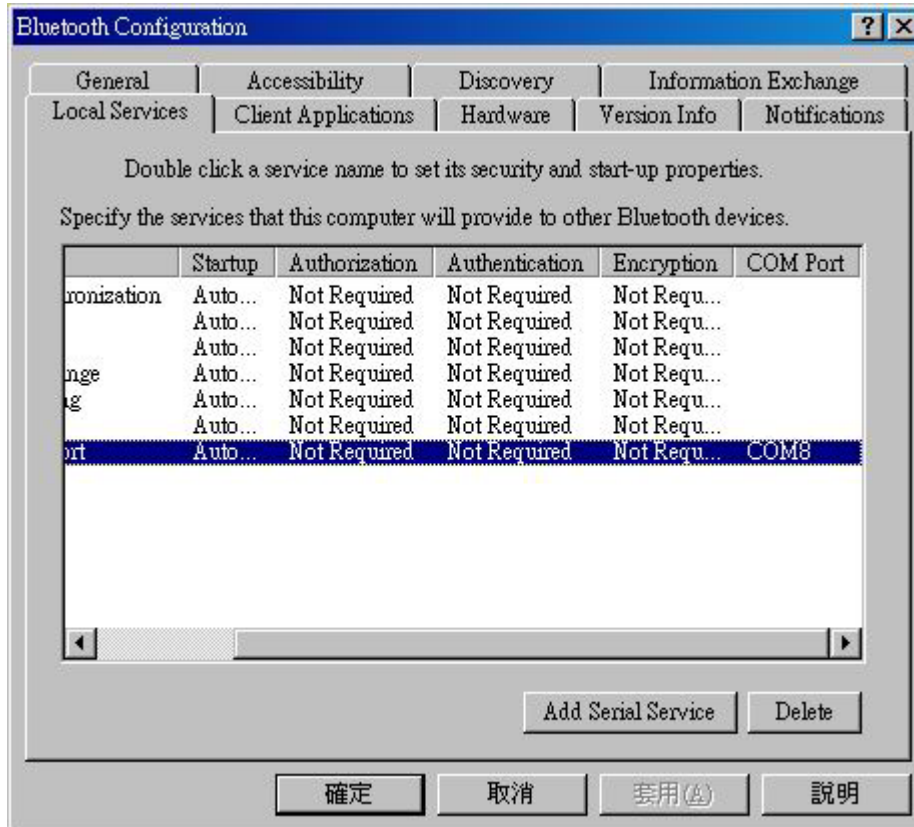 Bluetooth Configuration
General Accessibility Discovery Information Exchange
Local Services Client Applications Hardware Version Info Notifications
Double click a service name to set its security and start-up properties.
Specify the services that this computer will provide to other Bluetooth devices.
Startup Authorization Authentication Encryption COM Port
ronization Auto... Not Required Not Required Not Requ...
Auto... Not Required Not Required Not Requ...
Auto... Not Required Not Required Not Requ...
nge Auto... Not Required Not Required Not Requ...
ng Auto... Not Required Not Required Not Requ...
Auto... Not Required Not Required Not Requ...
ort Auto... Not Required Not Required Not Requ... COM8
Add Serial Service Delete
確定 取消 套用(A) 說明